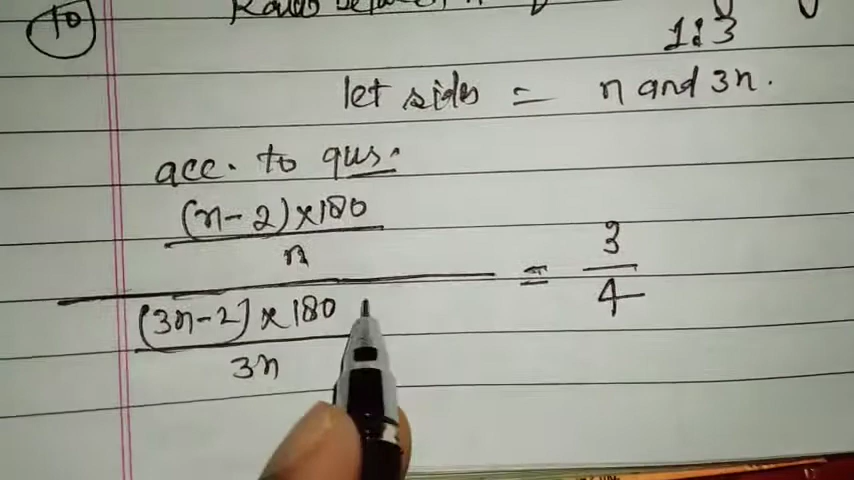 10
1:3
let sides = n and 3n.
acc. to qus.
(n-2)×180
n
= 3/4
(3n-2)×180
3n